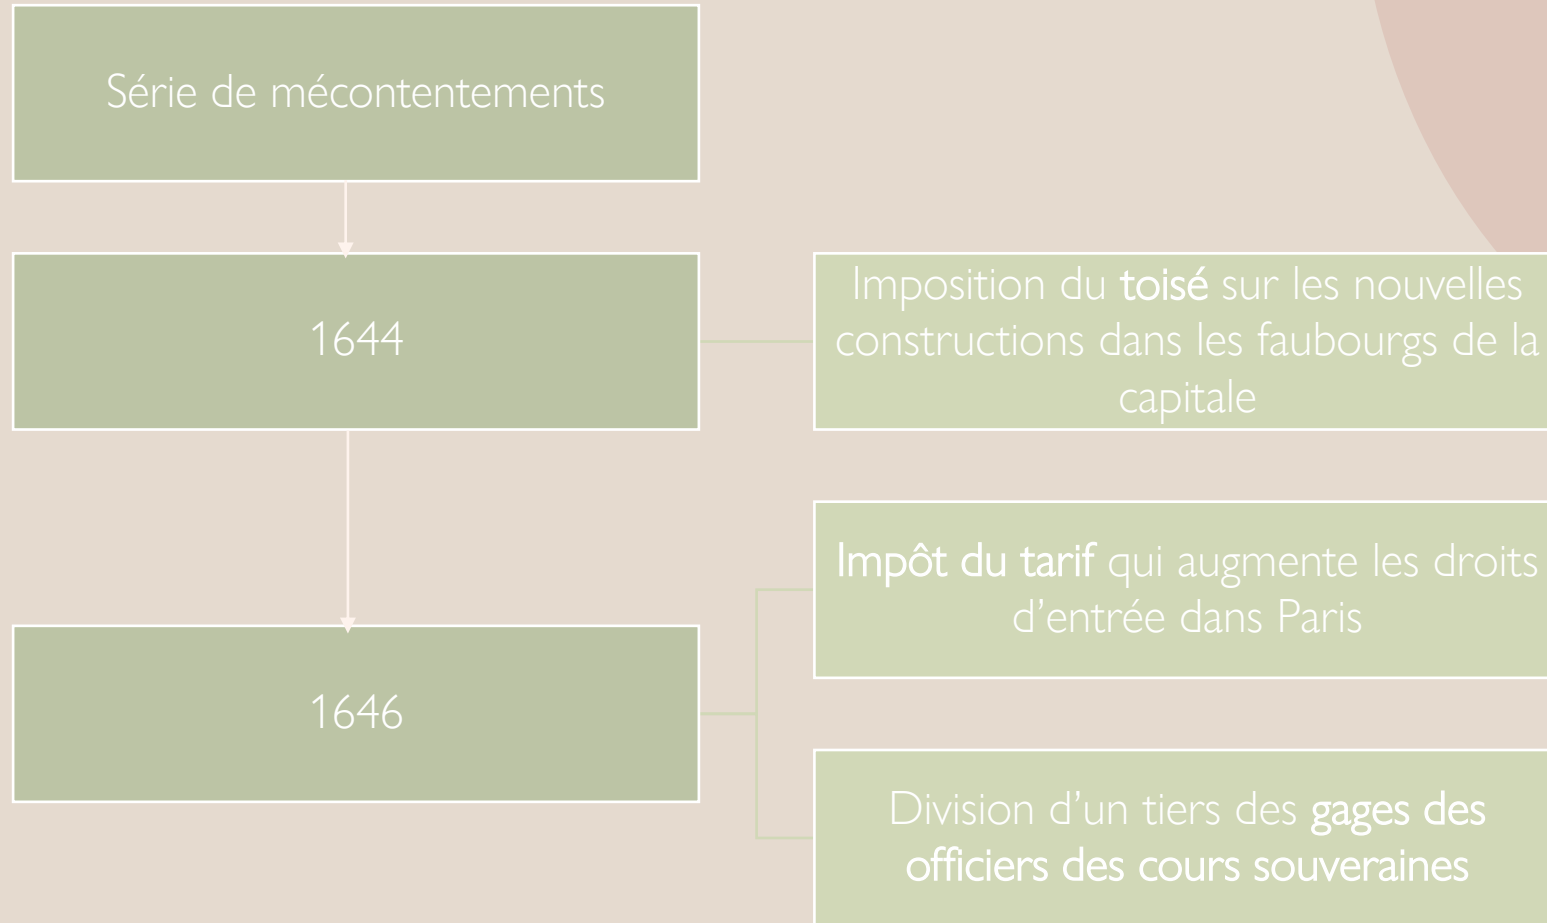 Série de mécontentements
1644
Imposition du toisé sur les nouvelles
constructions dans les faubourgs de la
capitale
1646
Impôt du tarif qui augmente les droits
d’entrée dans Paris
Division d’un tiers des gages des
officiers des cours souveraines